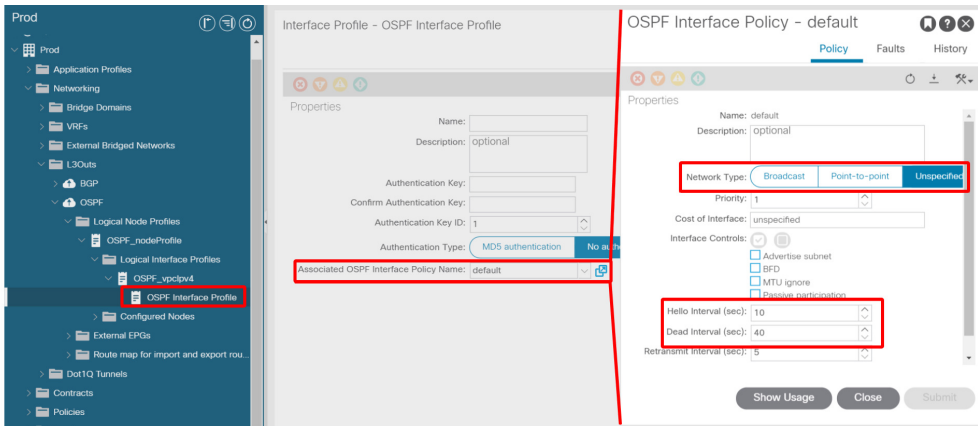 Prod
Prod
Application Profiles
Networking
Bridge Domains
VRFs
External Bridged Networks
L3Outs
BGP
OSPF
Logical Node Profiles
OSPF_nodeProfile
Logical Interface Profiles
OSPF_vpcIpv4
OSPF Interface Profile
Configured Nodes
External EPGs
Route map for import and export rou...
Dot1Q Tunnels
Contracts
Policies
Interface Profile - OSPF Interface Profile
Properties
Name:
Description: optional
Authentication Key:
Confirm Authentication Key:
Authentication Key ID: 1
Authentication Type: MD5 authentication No auth
Associated OSPF Interface Policy Name: default
OSPF Interface Policy - default
Policy Faults History
Properties
Name: default
Description: optional
Network Type: Broadcast Point-to-point Unspecified
Priority: 1
Cost of Interface: unspecified
Interface Controls:
Advertise subnet
BFD
MTU ignore
Passive participation
Hello Interval (sec): 10
Dead Interval (sec): 40
Retransmit Interval (sec): 5
Show Usage Close Submit